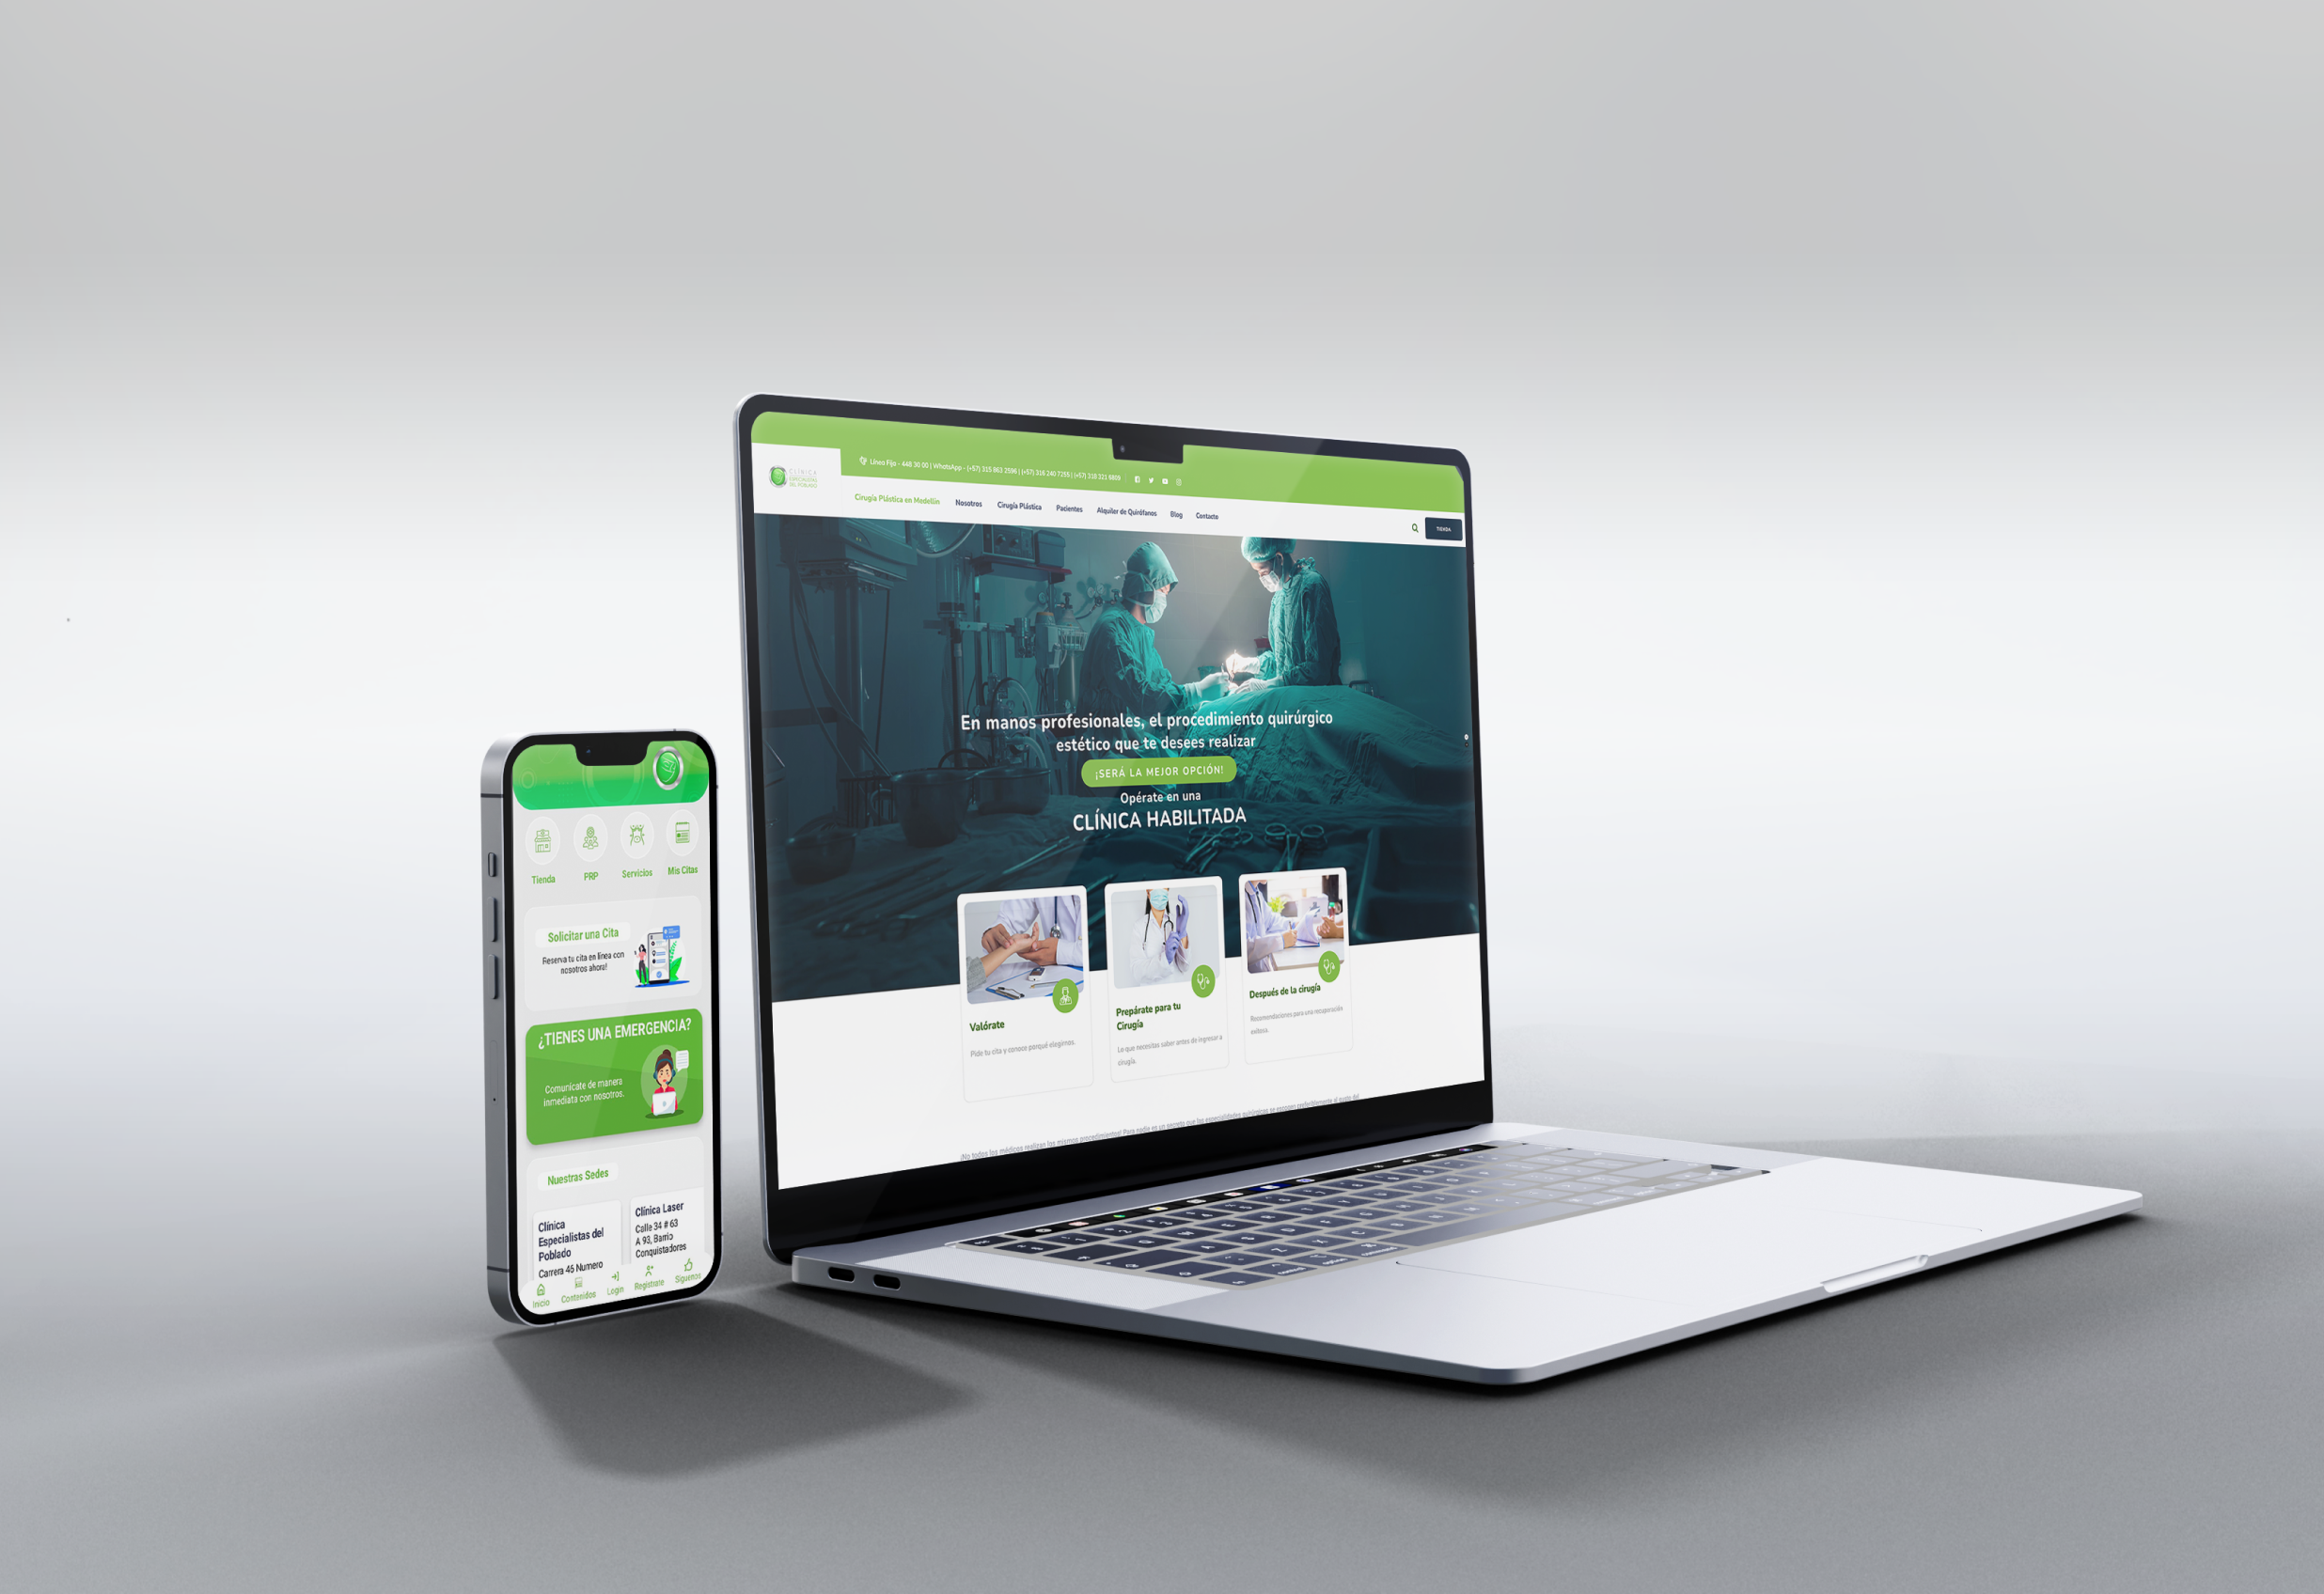 CLÍNICA
ESPECIALISTAS
DEL POBLADO
Línea Fija - 448 30 00 | WhatsApp - (+57) 315 863 2596 | (+57) 316 240 7255 | (+57) 318 321 6809
Cirugía Plástica en Medellín
Nosotros
Cirugía Plástica
Pacientes
Alquiler de Quirófanos
Blog
Contacto
TIENDA
En manos profesionales, el procedimiento quirúrgico
estético que te desees realizar
¡SERÁ LA MEJOR OPCIÓN!
Opérate en una
CLÍNICA HABILITADA
Valórate
Pide tu cita y conoce porqué elegirnos.
Prepárate para tu
Cirugía
Lo que necesitas saber antes de ingresar a
cirugía.
Después de la cirugía
Recomendaciones para una recuperación
exitosa.
¡No todos los médicos realizan los mismos procedimientos! Para nadie es un secreto que las especialidades quirúrgicas se escogen
Tienda
PRP
Servicios
Mis Citas
Solicitar una Cita
Reserva tu cita en línea con
nosotros ahora!
¿TIENES UNA EMERGENCIA?
Comunícate de manera
inmediata con nosotros.
Nuestras Sedes
Clínica
Especialistas del
Poblado
Carrera 46 Numero
Clínica Laser
Calle 34 # 63
A 93, Barrio
Conquistadores
Inicio
Contenidos
Login
Regístrate
Síguenos